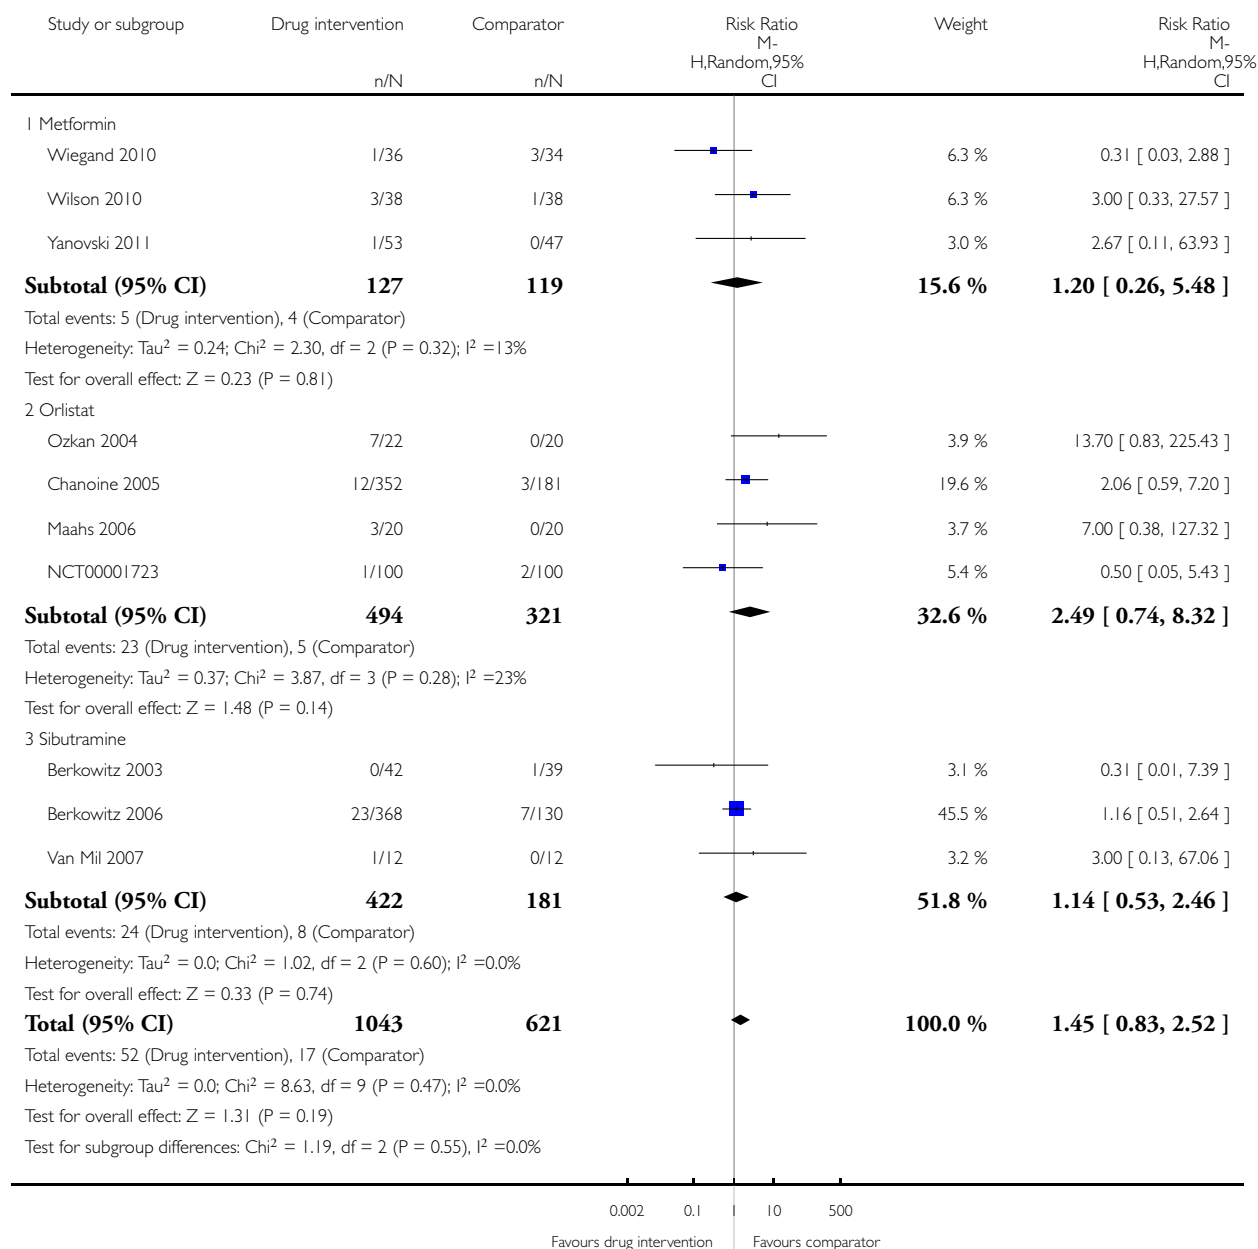 Study or subgroup Drug intervention Comparator Risk Ratio Weight Risk Ratio
M- M-
H,Random,95% H,Random,95%
n/N n/N CI CI
1 Metformin
Wiegand 2010 1/36 3/34 6.3 % 0.31 [ 0.03, 2.88 ]
Wilson 2010 3/38 1/38 6.3 % 3.00 [ 0.33, 27.57 ]
Yanovski 2011 1/53 0/47 3.0 % 2.67 [ 0.11, 63.93 ]
Subtotal (95% CI) 127 119 15.6 % 1.20 [ 0.26, 5.48 ]
Total events: 5 (Drug intervention), 4 (Comparator)
Heterogeneity: Tau² = 0.24; Chi² = 2.30, df = 2 (P = 0.32); I² =13%
Test for overall effect: Z = 0.23 (P = 0.81)
2 Orlistat
Ozkan 2004 7/22 0/20 3.9 % 13.70 [ 0.83, 225.43 ]
Chanoine 2005 12/352 3/181 19.6 % 2.06 [ 0.59, 7.20 ]
Maahs 2006 3/20 0/20 3.7 % 7.00 [ 0.38, 127.32 ]
NCT00001723 1/100 2/100 5.4 % 0.50 [ 0.05, 5.43 ]
Subtotal (95% CI) 494 321 32.6 % 2.49 [ 0.74, 8.32 ]
Total events: 23 (Drug intervention), 5 (Comparator)
Heterogeneity: Tau² = 0.37; Chi² = 3.87, df = 3 (P = 0.28); I² =23%
Test for overall effect: Z = 1.48 (P = 0.14)
3 Sibutramine
Berkowitz 2003 0/42 1/39 3.1 % 0.31 [ 0.01, 7.39 ]
Berkowitz 2006 23/368 7/130 45.5 % 1.16 [ 0.51, 2.64 ]
Van Mil 2007 1/12 0/12 3.2 % 3.00 [ 0.13, 67.06 ]
Subtotal (95% CI) 422 181 51.8 % 1.14 [ 0.53, 2.46 ]
Total events: 24 (Drug intervention), 8 (Comparator)
Heterogeneity: Tau² = 0.0; Chi² = 1.02, df = 2 (P = 0.60); I² =0.0%
Test for overall effect: Z = 0.33 (P = 0.74)
Total (95% CI) 1043 621 100.0 % 1.45 [ 0.83, 2.52 ]
Total events: 52 (Drug intervention), 17 (Comparator)
Heterogeneity: Tau² = 0.0; Chi² = 8.63, df = 9 (P = 0.47); I² =0.0%
Test for overall effect: Z = 1.31 (P = 0.19)
Test for subgroup differences: Chi² = 1.19, df = 2 (P = 0.55), I² =0.0%
0.002 0.1 1 10 500
Favours drug intervention Favours comparator